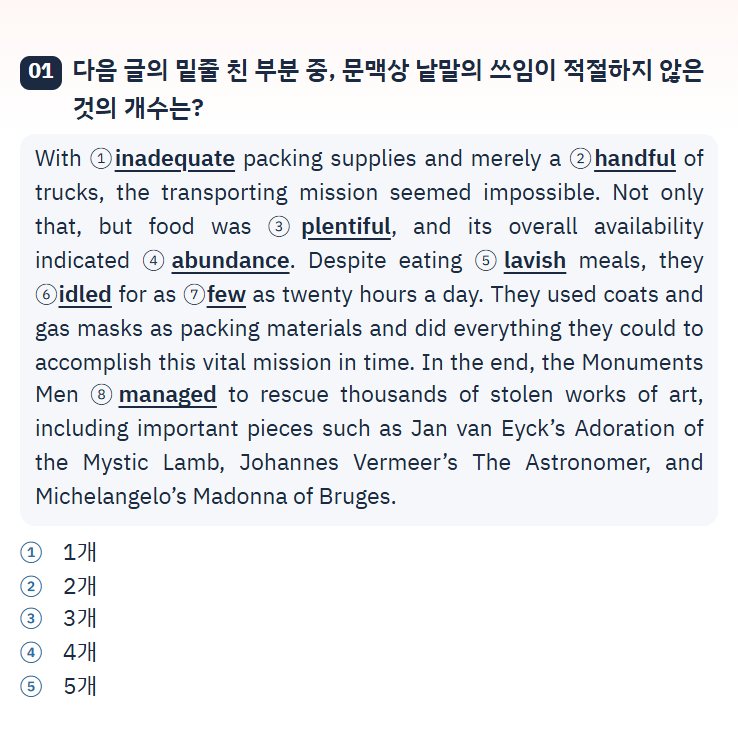 01 다음 글의 밑줄 친 부분 중, 문맥상 낱말의 쓰임이 적절하지 않은
것의 개수는?
With ①inadequate packing supplies and merely a ②handful of
trucks, the transporting mission seemed impossible. Not only
that, but food was ③ plentiful, and its overall availability
indicated ④ abundance. Despite eating ⑤ lavish meals, they
⑥idled for as ⑦few as twenty hours a day. They used coats and
gas masks as packing materials and did everything they could to
accomplish this vital mission in time. In the end, the Monuments
Men ⑧ managed to rescue thousands of stolen works of art,
including important pieces such as Jan van Eyck’s Adoration of
the Mystic Lamb, Johannes Vermeer’s The Astronomer, and
Michelangelo’s Madonna of Bruges.
① 1개
② 2개
③ 3개
④ 4개
⑤ 5개